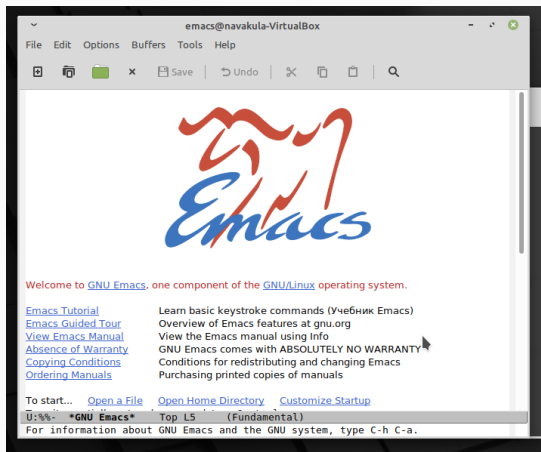 emacs@navakula-VirtualBox
File Edit Options Buffers Tools Help
Save Undo
Emacs
Welcome to GNU Emacs, one component of the GNU/Linux operating system.
Emacs Tutorial Learn basic keystroke commands (Учебник Emacs)
Emacs Guided Tour Overview of Emacs features at gnu.org
View Emacs Manual View the Emacs manual using Info
Absence of Warranty GNU Emacs comes with ABSOLUTELY NO WARRANTY
Copying Conditions Conditions for redistributing and changing Emacs
Ordering Manuals Purchasing printed copies of manuals
To start... Open a File Open Home Directory Customize Startup
U:%%- *GNU Emacs* Top L5 (Fundamental)
For information about GNU Emacs and the GNU system, type C-h C-a.